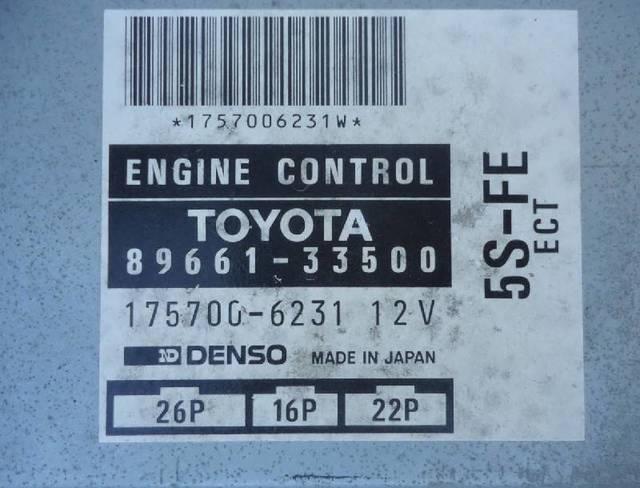 *1757006231W*
ENGINE CONTROL
TOYOTA
89661-33500
175700-6231 12V
ND DENSO MADE IN JAPAN
26P 16P 22P
5S-FE
ECT